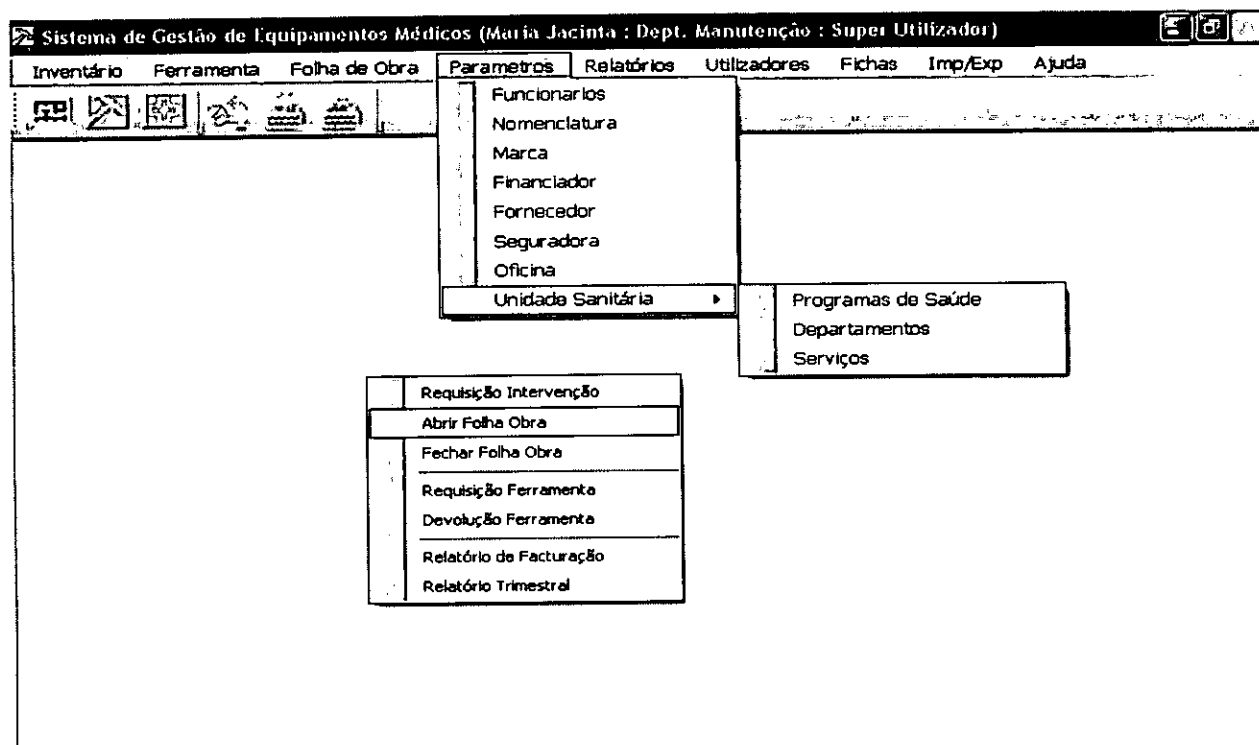 Sistema de Gestão de Equipamentos Médicos (Maria Jacinta : Dept. Manutenção : Super Utilizador)
Inventário Ferramenta Folha de Obra Parametros Relatórios Utilizadores Fichas Imp/Exp Ajuda
Funcionarios
Nomenclatura
Marca
Financiador
Fornecedor
Seguradora
Oficina
Unidade Sanitária
Programas de Saúde
Departamentos
Serviços
Requisição Intervenção
Abrir Folha Obra
Fechar Folha Obra
Requisição Ferramenta
Devolução Ferramenta
Relatório de Facturação
Relatório Trimestral